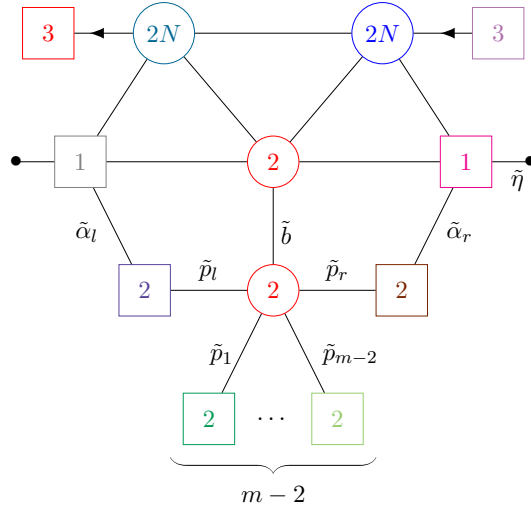 3 2N 2N 3
1 2 1
η̃
α̃_l b̃ α̃_r
2 p̃_l 2 p̃_r 2
p̃_1 p̃_{m−2}
2 ⋯ 2
m − 2